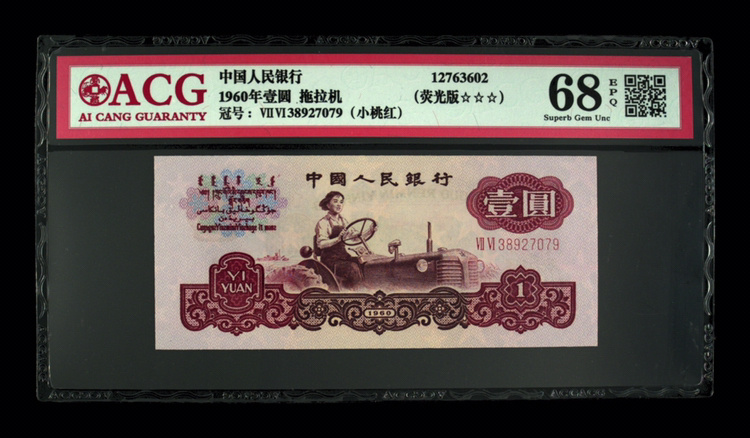 ACG
AI CANG GUARANTY
中国人民银行
12763602
1960年壹圆 拖拉机
(荧光版☆☆☆)
冠号: VII VI 38927079 (小桃红)
68
EPQ
Superb Gem Unc
中國人民銀行
壹圓
VII VI 38927079
YI
YUAN
1960
1